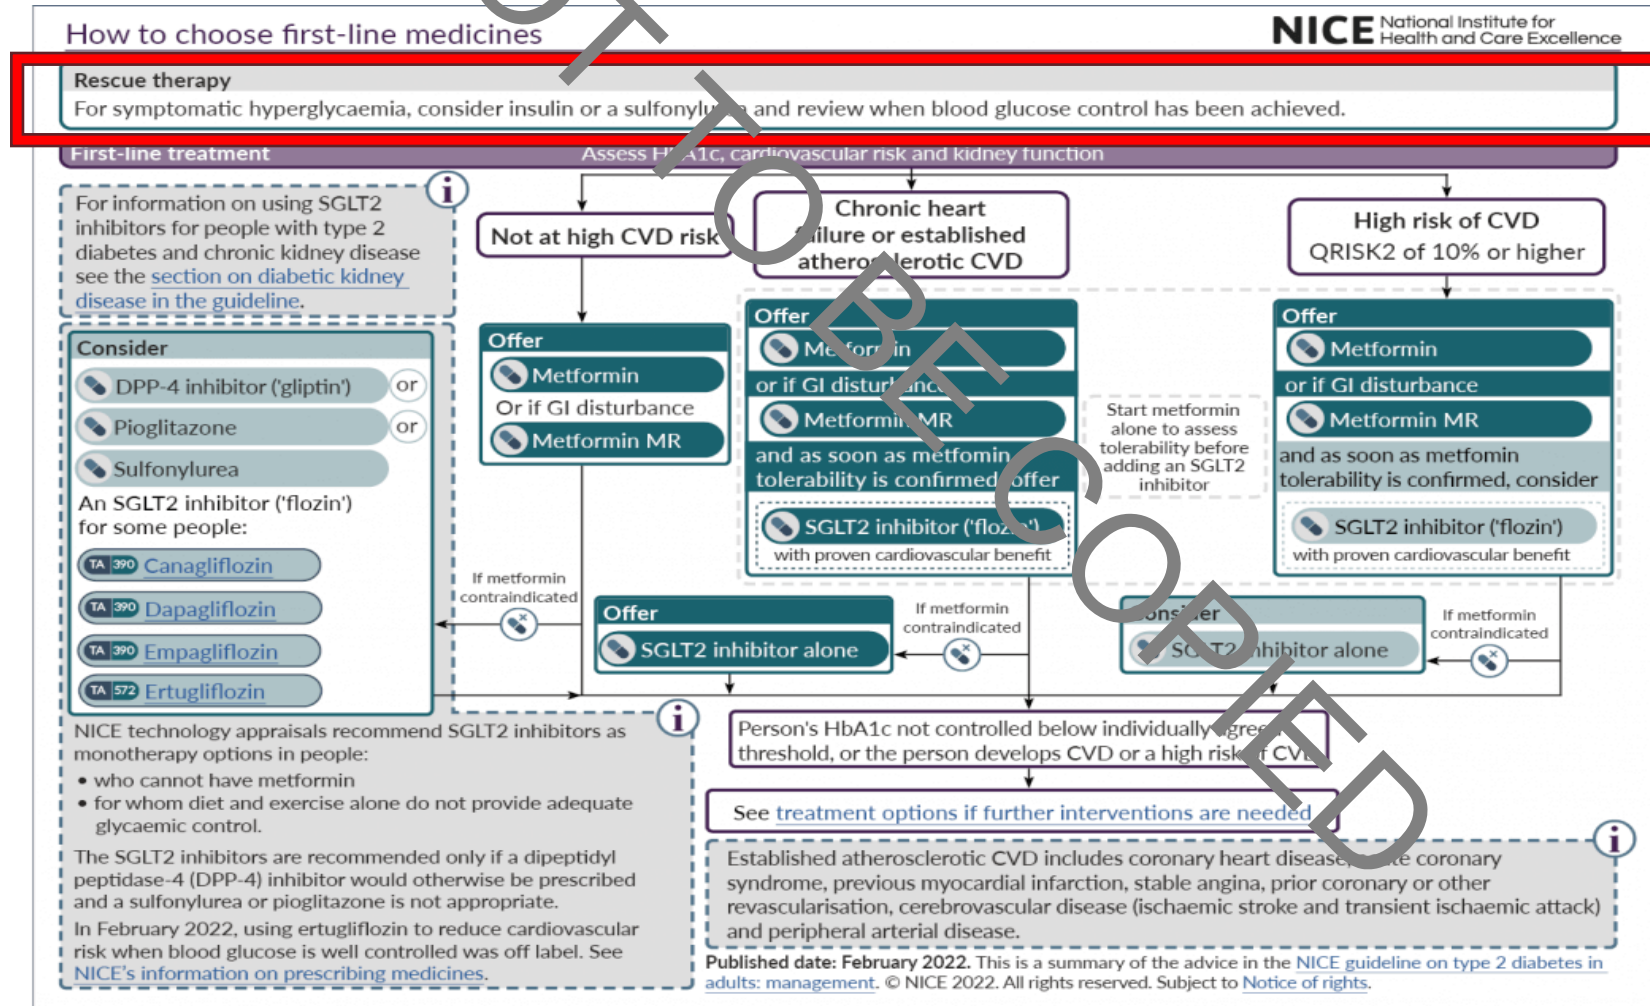 How to choose first-line medicines
NICE National Institute for
Health and Care Excellence
Rescue therapy
For symptomatic hyperglycaemia, consider insulin or a sulfonylurea and review when blood glucose control has been achieved.
First-line treatment
Assess HbA1c, cardiovascular risk and kidney function
For information on using SGLT2
inhibitors for people with type 2
diabetes and chronic kidney disease
see the section on diabetic kidney
disease in the guideline.
i
Consider
DPP-4 inhibitor ('gliptin') or
Pioglitazone or
Sulfonylurea
An SGLT2 inhibitor ('flozin')
for some people:
TA 390 Canagliflozin
TA 390 Dapagliflozin
TA 390 Empagliflozin
TA 572 Ertugliflozin
NICE technology appraisals recommend SGLT2 inhibitors as
monotherapy options in people:
• who cannot have metformin
• for whom diet and exercise alone do not provide adequate
glycaemic control.
The SGLT2 inhibitors are recommended only if a dipeptidyl
peptidase-4 (DPP-4) inhibitor would otherwise be prescribed
and a sulfonylurea or pioglitazone is not appropriate.
In February 2022, using ertugliflozin to reduce cardiovascular
risk when blood glucose is well controlled was off label. See
NICE's information on prescribing medicines.
i
Not at high CVD risk
Offer
Metformin
Or if GI disturbance
Metformin MR
If metformin
contraindicated
Chronic heart
failure or established
atherosclerotic CVD
Offer
Metformin
or if GI disturbance
Metformin MR
and as soon as metfomin
tolerability is confirmed, offer
SGLT2 inhibitor ('flozin')
with proven cardiovascular benefit
If metformin
contraindicated
Offer
SGLT2 inhibitor alone
Start metformin
alone to assess
tolerability before
adding an SGLT2
inhibitor
High risk of CVD
QRISK2 of 10% or higher
Offer
Metformin
or if GI disturbance
Metformin MR
and as soon as metfomin
tolerability is confirmed, consider
SGLT2 inhibitor ('flozin')
with proven cardiovascular benefit
If metformin
contraindicated
Consider
SGLT2 inhibitor alone
Person's HbA1c not controlled below individually agreed
threshold, or the person develops CVD or a high risk of CVD
See treatment options if further interventions are needed
i
Established atherosclerotic CVD includes coronary heart disease, acute coronary
syndrome, previous myocardial infarction, stable angina, prior coronary or other
revascularisation, cerebrovascular disease (ischaemic stroke and transient ischaemic attack)
and peripheral arterial disease.
Published date: February 2022. This is a summary of the advice in the NICE guideline on type 2 diabetes in
adults: management. © NICE 2022. All rights reserved. Subject to Notice of rights.
OT TO BE COPIED